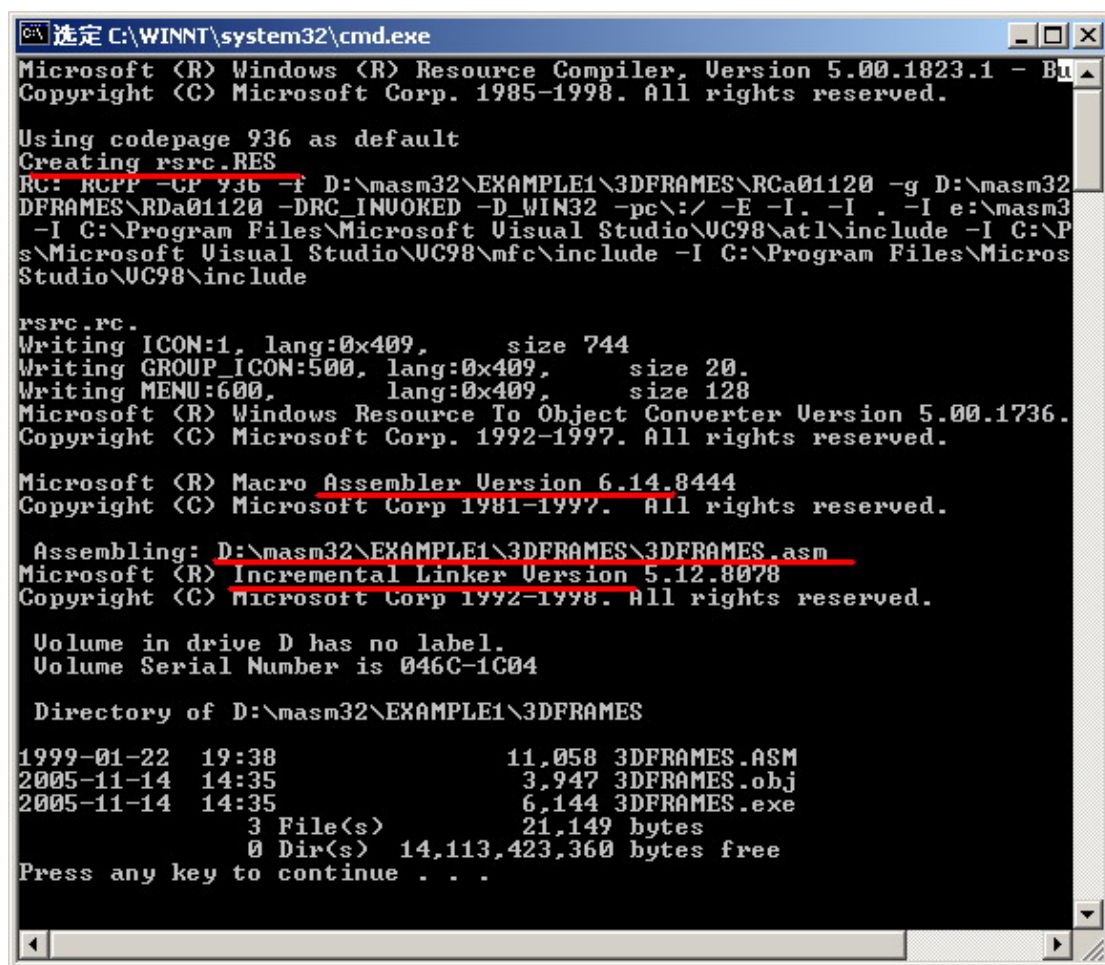 选定 C:\WINNT\system32\cmd.exe
Microsoft (R) Windows (R) Resource Compiler, Version 5.00.1823.1 - Bu
Copyright (C) Microsoft Corp. 1985-1998. All rights reserved.
Using codepage 936 as default
Creating rsrc.RES
RC: RCPP -CP 936 -f D:\masm32\EXAMPLE1\3DFRAMES\RCa01120 -g D:\masm32
DFRAMES\RDa01120 -DRC_INVOKED -D_WIN32 -pc\:/ -E -I. -I . -I e:\masm3
-I C:\Program Files\Microsoft Visual Studio\VC98\atl\include -I C:\P
s\Microsoft Visual Studio\VC98\mfc\include -I C:\Program Files\Micros
Studio\VC98\include
rsrc.rc.
Writing ICON:1, lang:0x409, size 744
Writing GROUP_ICON:500, lang:0x409, size 20.
Writing MENU:600, lang:0x409, size 128
Microsoft (R) Windows Resource To Object Converter Version 5.00.1736.
Copyright (C) Microsoft Corp. 1992-1997. All rights reserved.
Microsoft (R) Macro Assembler Version 6.14.8444
Copyright (C) Microsoft Corp 1981-1997. All rights reserved.
Assembling: D:\masm32\EXAMPLE1\3DFRAMES\3DFRAMES.asm
Microsoft (R) Incremental Linker Version 5.12.8078
Copyright (C) Microsoft Corp 1992-1998. All rights reserved.
Volume in drive D has no label.
Volume Serial Number is 046C-1C04
Directory of D:\masm32\EXAMPLE1\3DFRAMES
1999-01-22 19:38 11,058 3DFRAMES.ASM
2005-11-14 14:35 3,947 3DFRAMES.obj
2005-11-14 14:35 6,144 3DFRAMES.exe
3 File(s) 21,149 bytes
0 Dir(s) 14,113,423,360 bytes free
Press any key to continue . . .